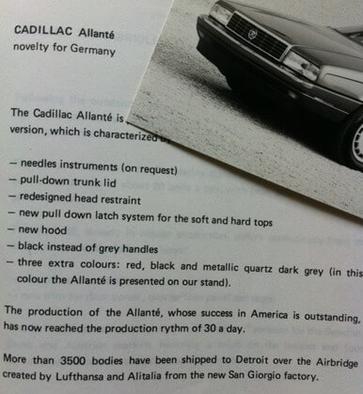 CADILLAC Allanté
novelty for Germany
The Cadillac Allanté is
version, which is characterized
– needles instruments (on request)
– pull-down trunk lid
– redesigned head restraint
– new pull down latch system for the soft and hard tops
– new hood
– black instead of grey handles
– three extra colours: red, black and metallic quartz dark grey (in this
colour the Allanté is presented on our stand).
The production of the Allanté, whose success in America is outstanding,
has now reached the production rythm of 30 a day.
More than 3500 bodies have been shipped to Detroit over the Airbridge
created by Lufthansa and Alitalia from the new San Giorgio factory.